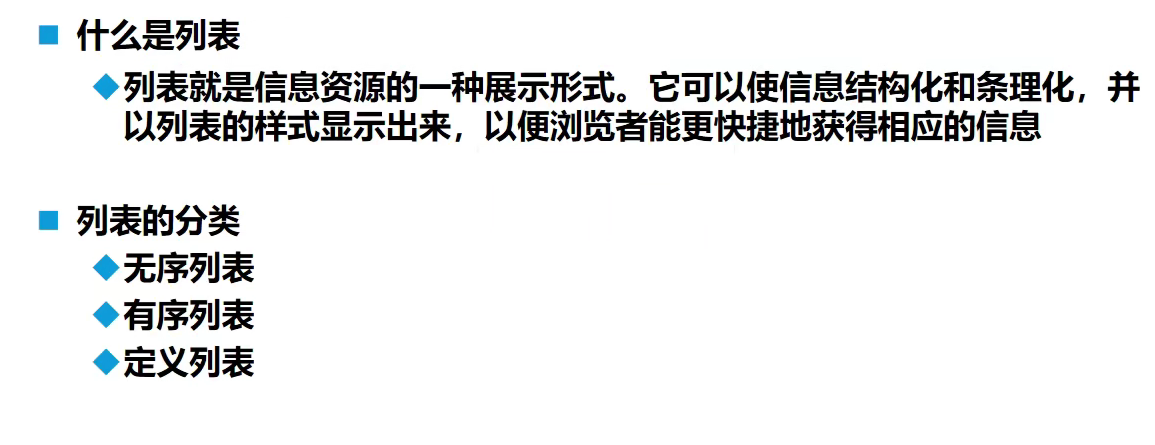 什么是列表
列表就是信息资源的一种展示形式。它可以使信息结构化和条理化，并
以列表的样式显示出来，以便浏览者能更快捷地获得相应的信息
列表的分类
无序列表
有序列表
定义列表